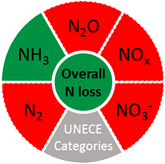 N₂O
NH₃
NOₓ
Overall
N loss
N₂
NO₃⁻
UNECE
Categories